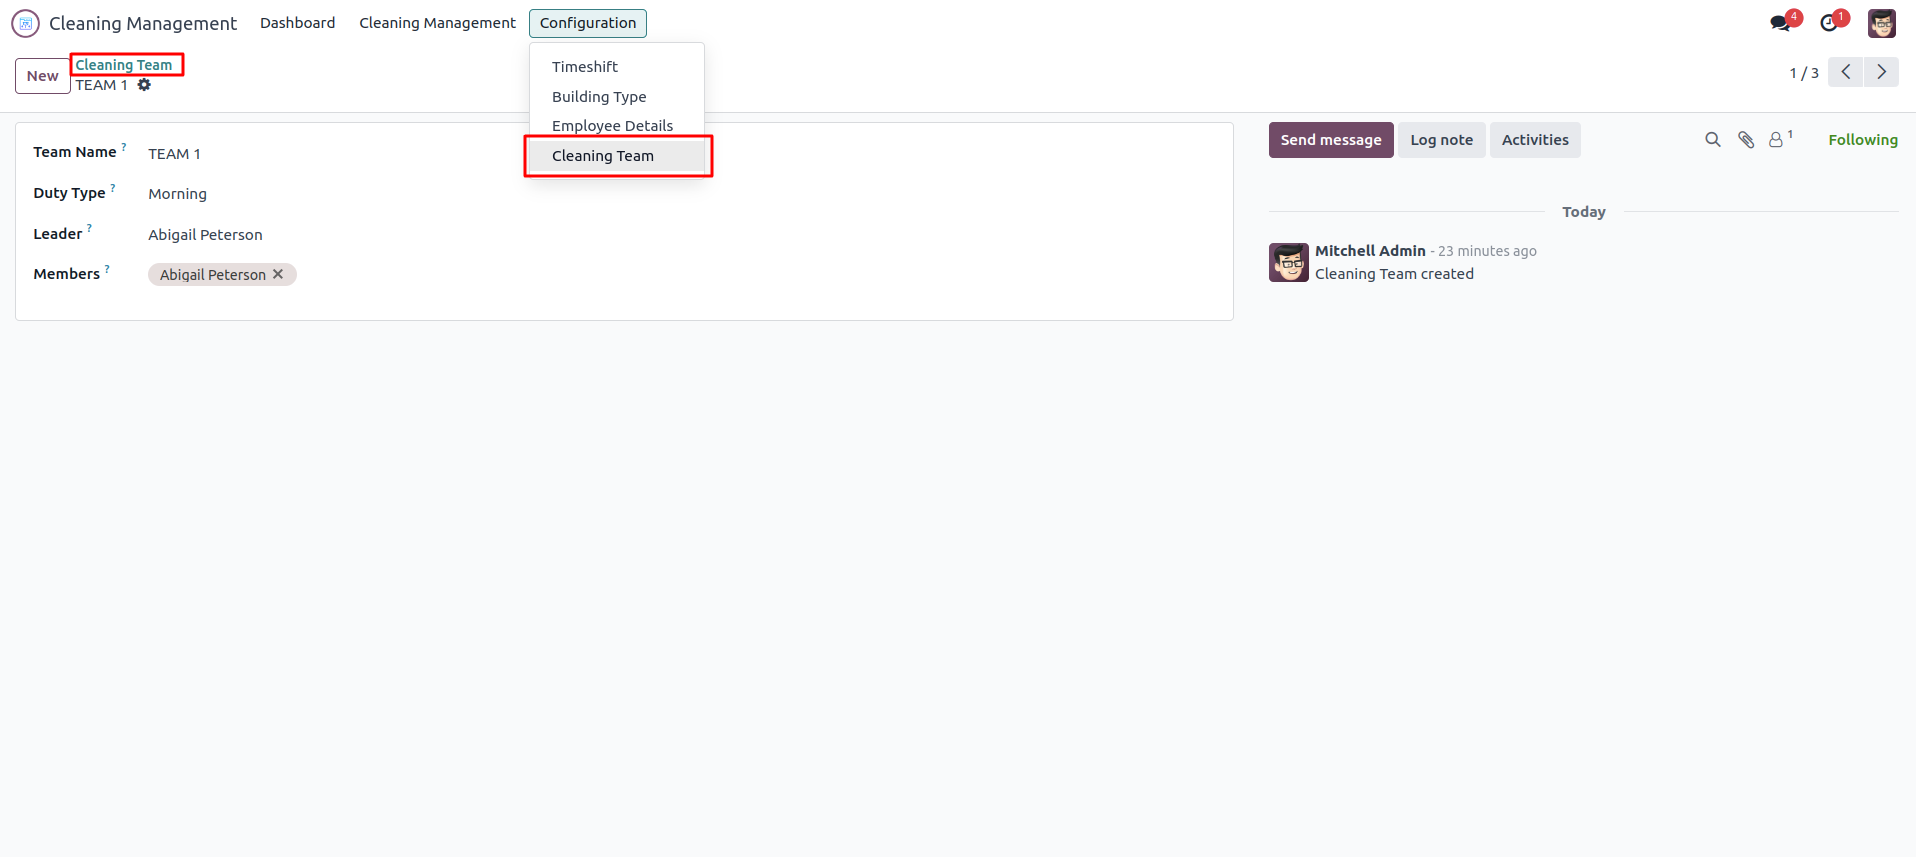 Cleaning Management Dashboard Cleaning Management Configuration 4 1
New Cleaning Team
TEAM 1
1 / 3
Timeshift
Building Type
Employee Details
Cleaning Team
Team Name ? TEAM 1
Duty Type ? Morning
Leader ? Abigail Peterson
Members ? Abigail Peterson
Send message Log note Activities 1 Following
Today
Mitchell Admin - 23 minutes ago
Cleaning Team created